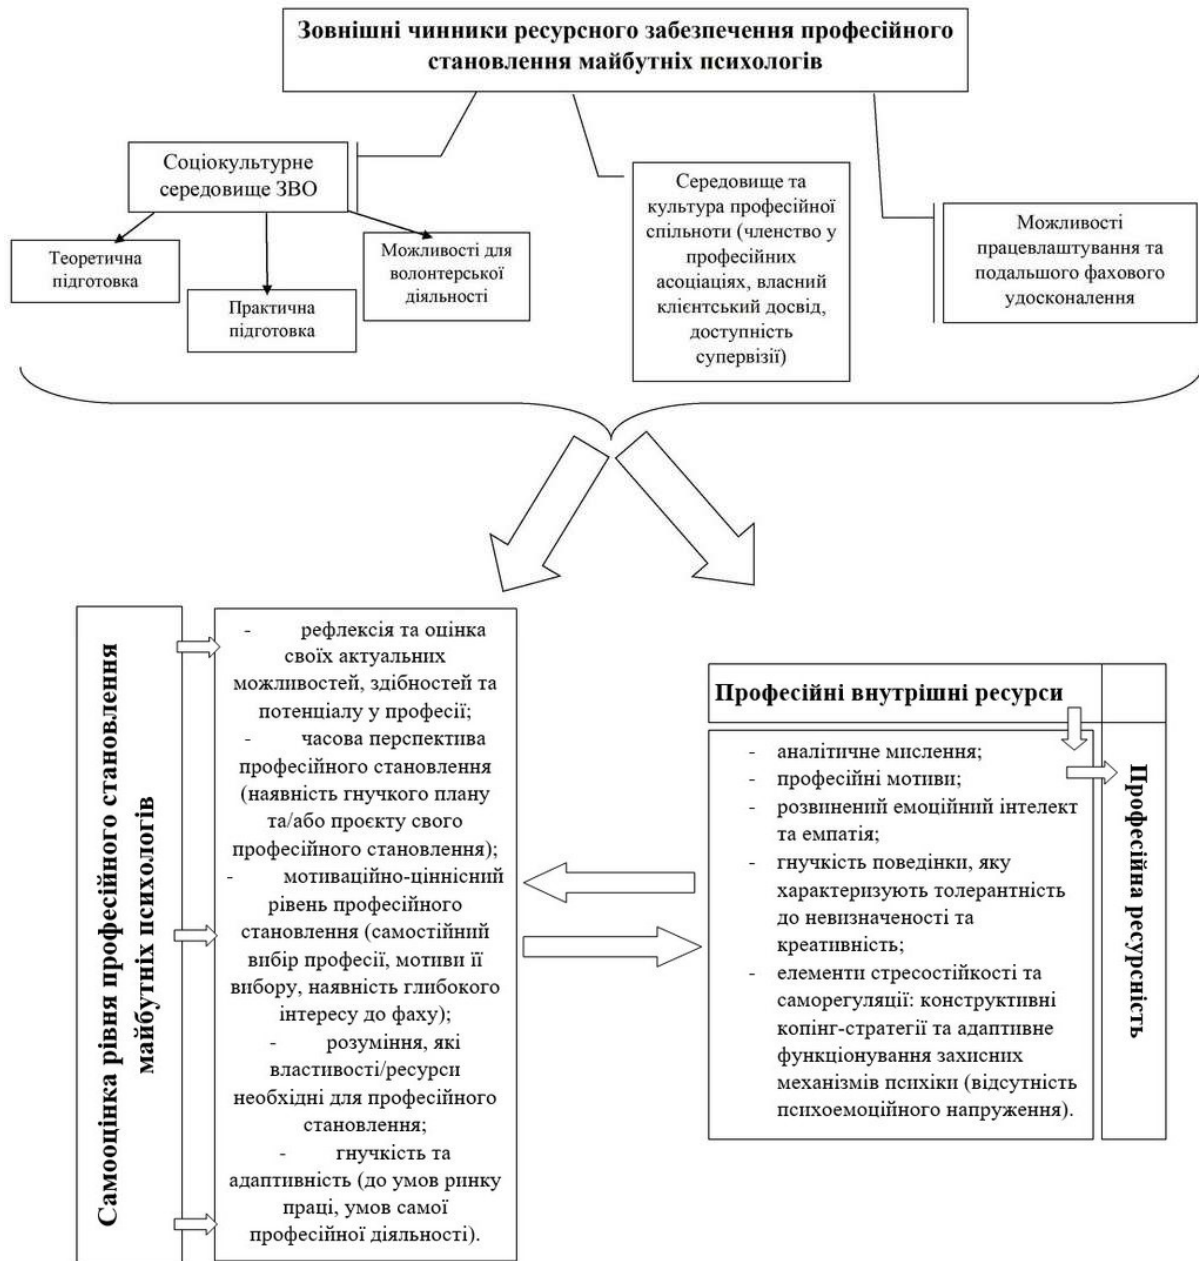 Зовнішні чинники ресурсного забезпечення професійного
становлення майбутніх психологів
Соціокультурне
середовище ЗВО
Теоретична
підготовка
Практична
підготовка
Можливості для
волонтерської
діяльності
Середовище та
культура професійної
спільноти (членство у
професійних
асоціаціях, власний
клієнтський досвід,
доступність
супервізії)
Можливості
працевлаштування та
подальшого фахового
удосконалення
Самооцінка рівня професійного становлення
майбутніх психологів
- рефлексія та оцінка
своїх актуальних
можливостей, здібностей та
потенціалу у професії;
- часова перспектива
професійного становлення
(наявність гнучкого плану
та/або проєкту свого
професійного становлення);
- мотиваційно-ціннісний
рівень професійного
становлення (самостійний
вибір професії, мотиви її
вибору, наявність глибокого
інтересу до фаху);
- розуміння, які
властивості/ресурси
необхідні для професійного
становлення;
- гнучкість та
адаптивність (до умов ринку
праці, умов самої
професійної діяльності).
Професійні внутрішні ресурси
- аналітичне мислення;
- професійні мотиви;
- розвинений емоційний інтелект
та емпатія;
- гнучкість поведінки, яку
характеризують толерантність
до невизначеності та
креативність;
- елементи стресостійкості та
саморегуляції: конструктивні
копінг-стратегії та адаптивне
функціонування захисних
механізмів психіки (відсутність
психоемоційного напруження).
Професійна ресурсність